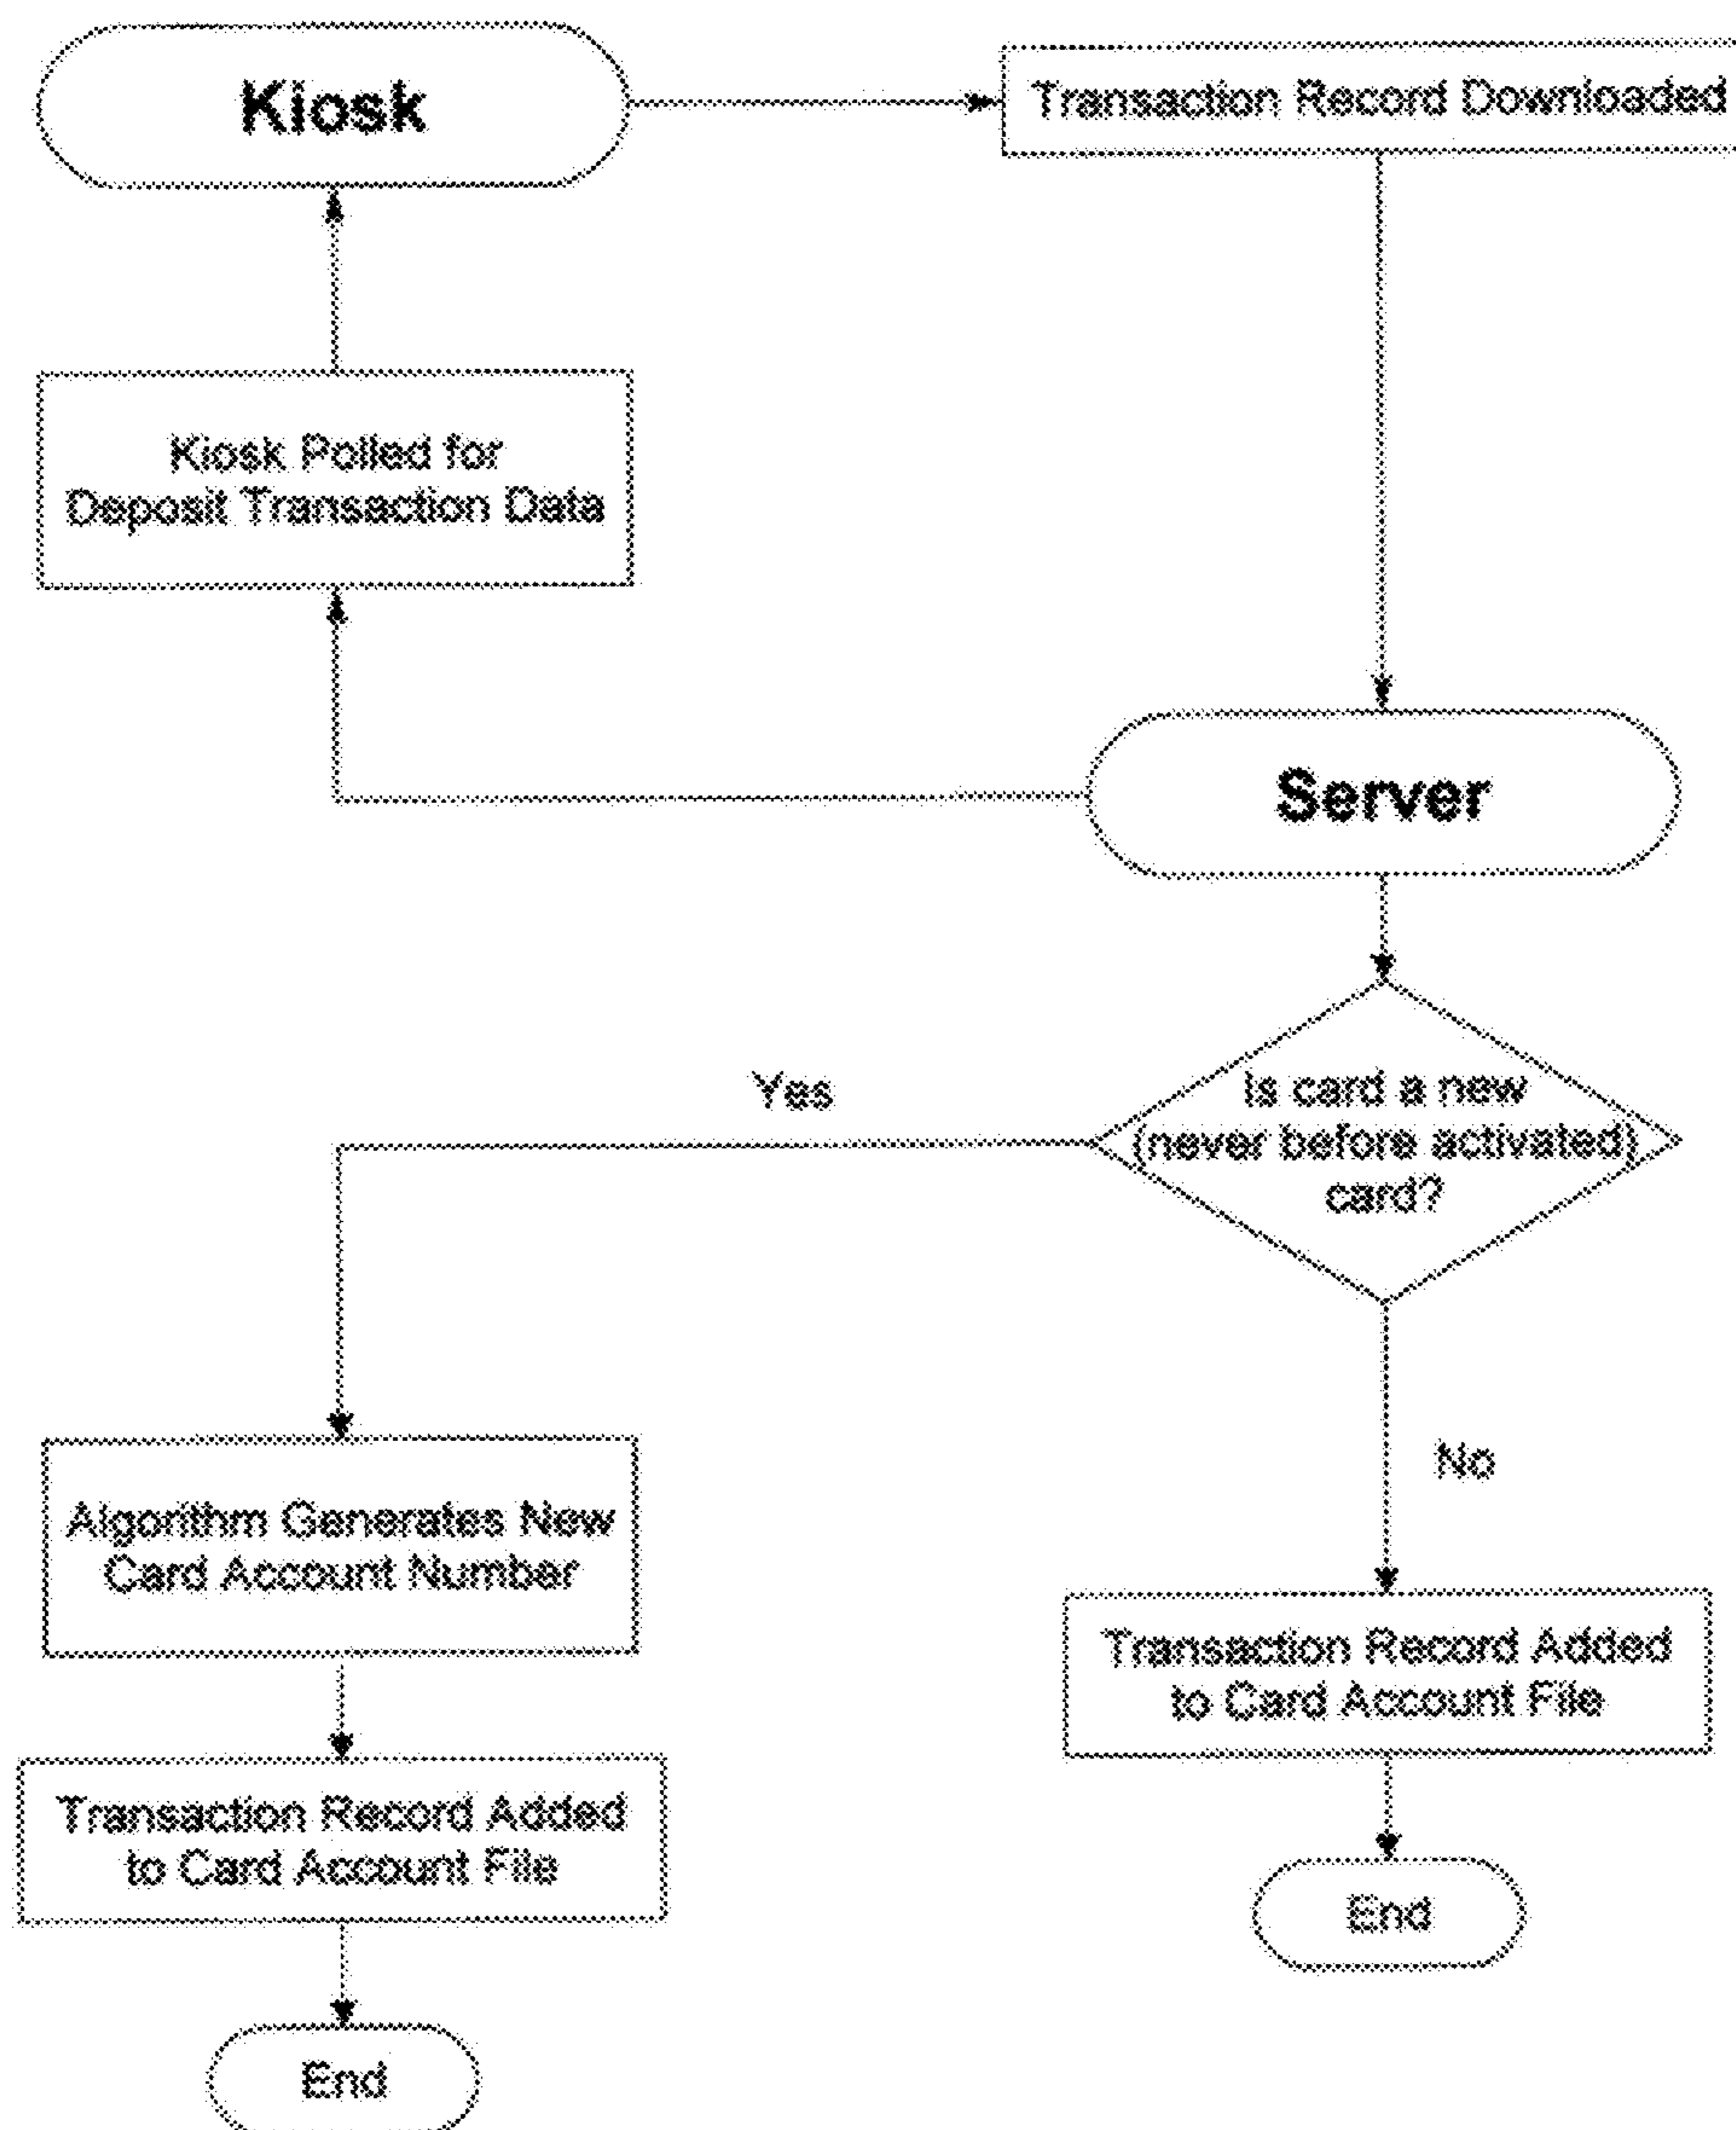 Kiosk
Transaction Record Downloaded
Kiosk Polled for
Deposit Transaction Data
Server
Is card a new
(never before activated)
card?
Yes
No
Algorithm Generates New
Card Account Number
Transaction Record Added
to Card Account File
Transaction Record Added
to Card Account File
End
End